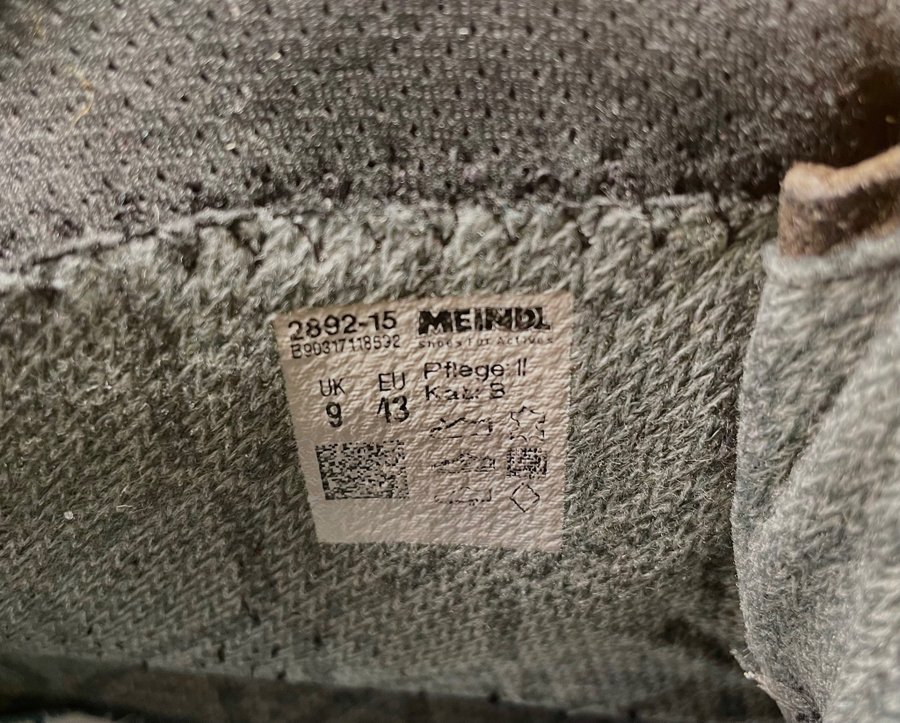 2892-15 MEINDL
B90317118592 Shoes For Actives
Pflege II
UK EU Kat: B
9 43